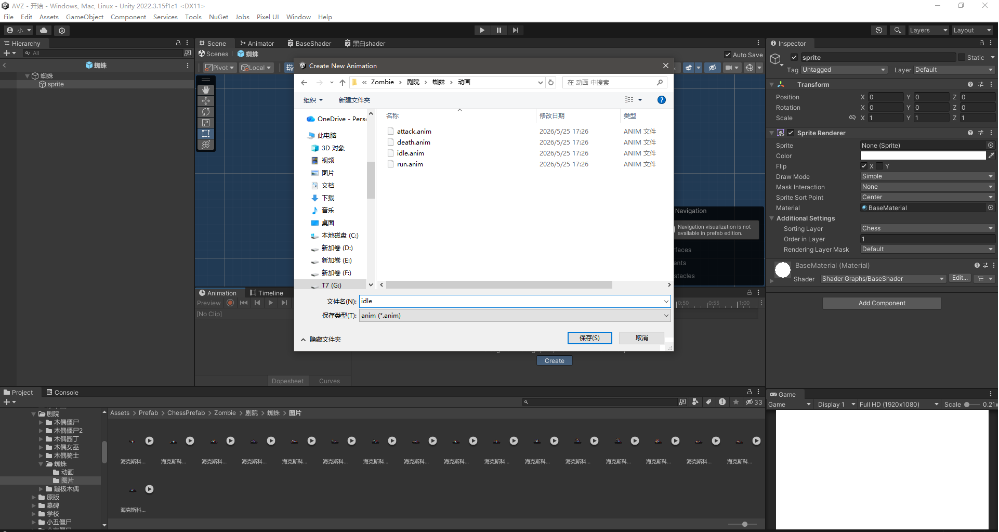 AVZ - 开始 - Windows, Mac, Linux - Unity 2022.3.15f1c1 <DX11>
File Edit Assets GameObject Component Services Tools NuGet Jobs Pixel UI Window Help
小 Layers Layout
Hierarchy
All
蜘蛛
蜘蛛
sprite
Scene Animator BaseShader 黑白shader
Scenes 蜘蛛 Auto Save
Pivot Local
Create New Animation
« Zombie › 剧院 › 蜘蛛 › 动画
在 动画 中搜索
组织 新建文件夹
OneDrive - Pers
此电脑
3D 对象
视频
图片
文档
下载
音乐
桌面
本地磁盘 (C:)
新加卷 (D:)
新加卷 (E:)
新加卷 (F:)
T7 (G:)
名称 修改日期 类型
attack.anim 2026/5/25 17:26 ANIM 文件
death.anim 2026/5/25 17:26 ANIM 文件
idle.anim 2026/5/25 17:26 ANIM 文件
run.anim 2026/5/25 17:26 ANIM 文件
文件名(N): idle
保存类型(T): anim (*.anim)
隐藏文件夹
保存(S) 取消
Navigation
Navigation visualization is not
available in prefab edition.
rfaces
ents
stacles
Animation Timeline
Preview
0:50 0:55 1:00
[No Clip]
Create
Dopesheet Curves
Inspector
sprite Static
Tag Untagged Layer Default
Transform
Position X 0 Y 0 Z 0
Rotation X 0 Y 0 Z 0
Scale X 1 Y 1 Z 1
Sprite Renderer
Sprite None (Sprite)
Color
Flip X Y
Draw Mode Simple
Mask Interaction None
Sprite Sort Point Center
Material BaseMaterial
Additional Settings
Sorting Layer Chess
Order in Layer 1
Rendering Layer Mask Default
BaseMaterial (Material)
Shader Shader Graphs/BaseShader Edit...
Add Component
Project Console
33
剧院
木偶僵尸
木偶僵尸2
木偶园丁
木偶女巫
木偶骑士
蜘蛛
动画
图片
蹦极木偶
原版
墓碑
学校
小丑僵尸
Assets › Prefab › ChessPrefab › Zombie › 剧院 › 蜘蛛 › 图片
海克斯科... 海克斯科... 海克斯科... 海克斯科... 海克斯科... 海克斯科... 海克斯科... 海克斯科... 海克斯科... 海克斯科... 海克斯科... 海克斯科... 海克斯科... 海克斯科... 海克斯科... 海克斯科...
海克斯科...
Game
Game Display 1 Full HD (1920x1080) Scale 0.21x